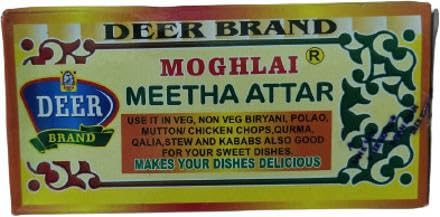 DEER BRAND
MOGHLAI ®
MEETHA ATTAR
DEER
BRAND
USE IT IN VEG, NON VEG BIRYANI, POLAO,
MUTTON/ CHICKEN CHOPS,QURMA,
QALIA,STEW AND KABABS ALSO GOOD
FOR YOUR SWEET DISHES.
MAKES YOUR DISHES DELICIOUS